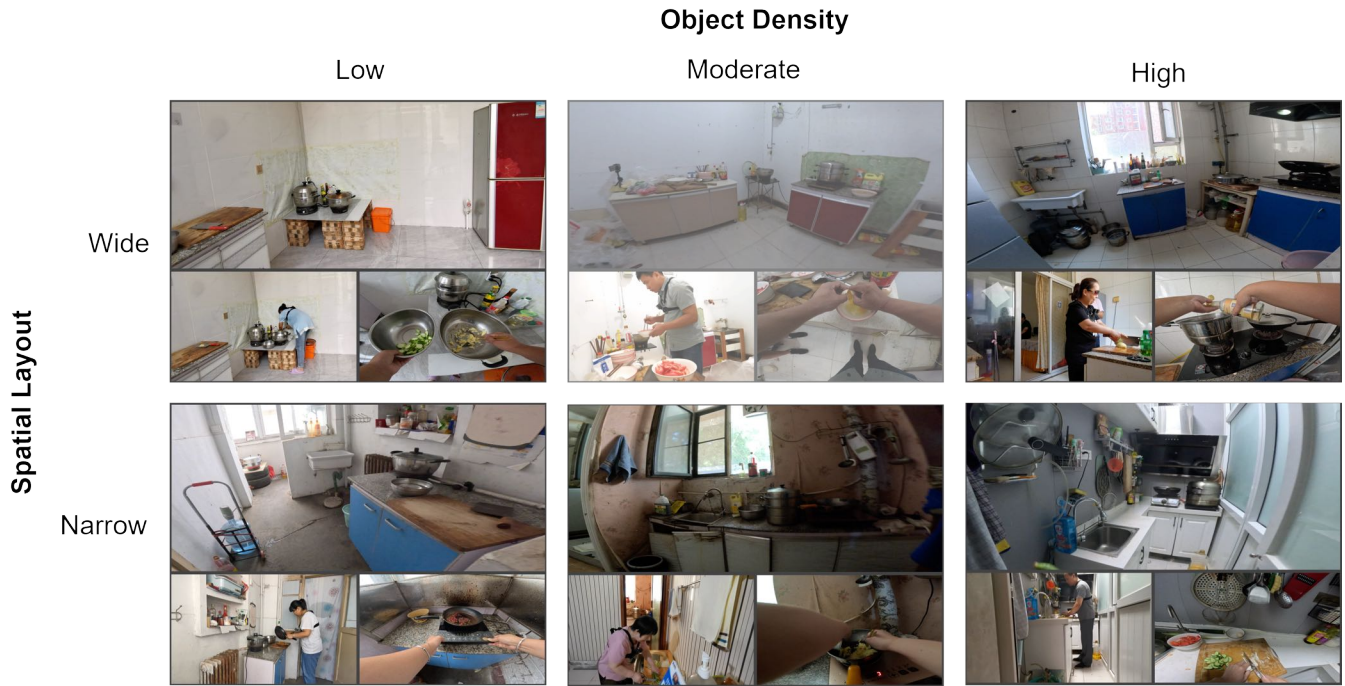 Object Density
Low
Moderate
High
Wide
Spatial Layout
Narrow